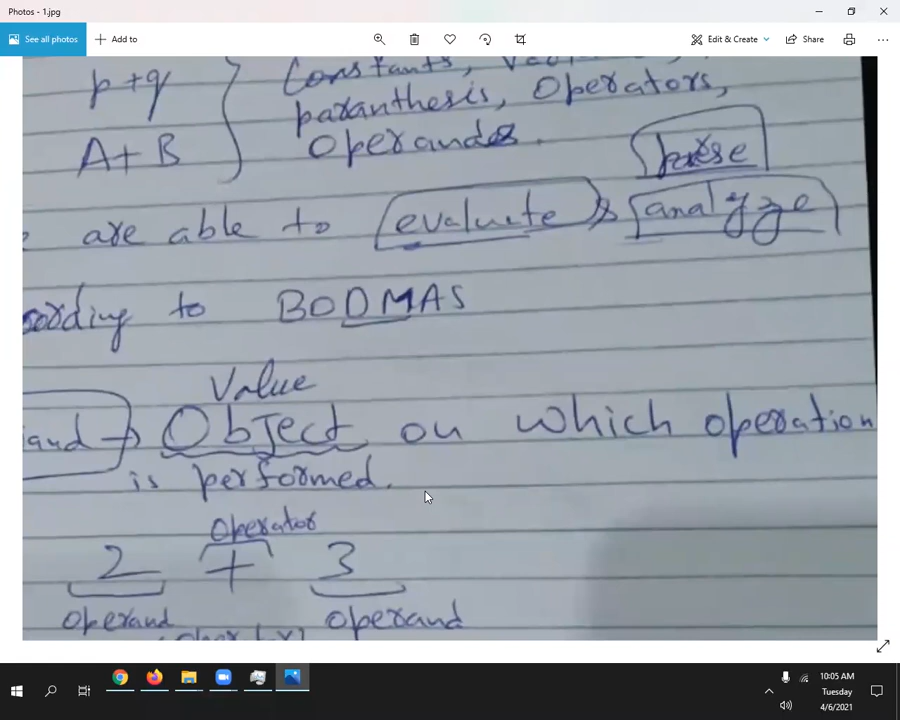 Photos - 1.jpg
See all photos
Add to
Edit & Create
Share
p+q
Constants,
paranthesis, Operators,
A+B
Operands.
parse
are able to evaluate & analyze
to BODMAS
Value
Object on which operation
is performed.
Operator
2 + 3
Operand
Operand
10:05 AM
Tuesday
4/6/2021